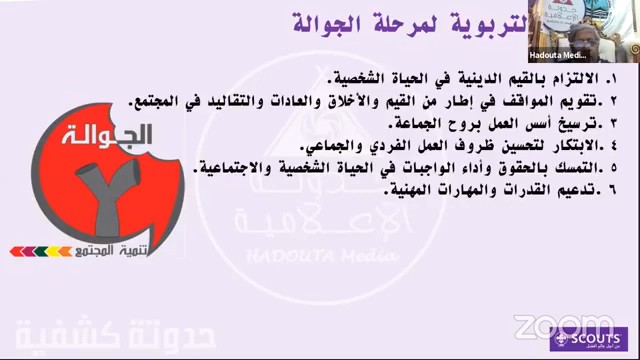 لتربوية لمرحلة الجوالة
١. الالتزام بالقيم الدينية في الحياة الشخصية.
٢ .تقويم المواقف في إطار من القيم والأخلاق والعادات والتقاليد في المجتمع.
٣ .ترسيخ أسس العمل بروح الجماعة.
٤ .الابتكار لتحسين ظروف العمل الفردي والجماعي.
٥ .التمسك بالحقوق وأداء الواجبات في الحياة الشخصية والاجتماعية.
٦ .تدعيم القدرات والمهارات المهنية.
الجوالة
تنمية المجتمع
حدوتة
الإعلامية
HADOUTA Media
حدوتة كشفية
Hadouta Medi...
zoom
SCOUTS